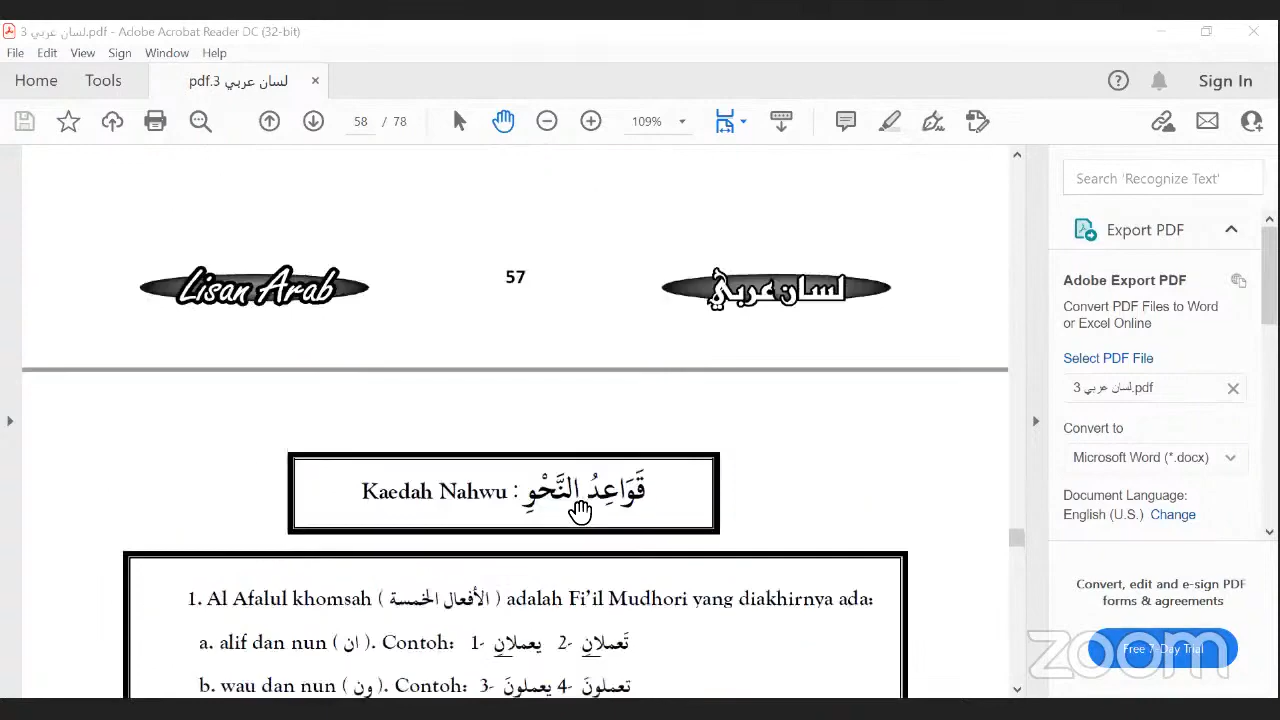 لسان عربي 3.pdf - Adobe Acrobat Reader DC (32-bit)
File Edit View Sign Window Help
Home Tools لسان عربي 3.pdf × Sign In
58 / 78 109%
Search 'Recognize Text'
Export PDF
Adobe Export PDF
Convert PDF Files to Word
or Excel Online
Select PDF File
لسان عربي 3.pdf
Convert to
Microsoft Word (*.docx)
Document Language:
English (U.S.) Change
Convert, edit and e-sign PDF
forms & agreements
Free 7-Day Trial
zoom
Lisan Arab 57 لسان عربي
Kaedah Nahwu : قَوَاعِدُ النَّحْوِ
1. Al Afalul khomsah ( الأفعال الخمسة ) adalah Fi'il Mudhori yang diakhirnya ada:
a. alif dan nun ( ان ). Contoh: 1- يعملانِ 2- تَعملانِ
b. wau dan nun ( ون ). Contoh: 3- يعملونَ 4- تعملونَ